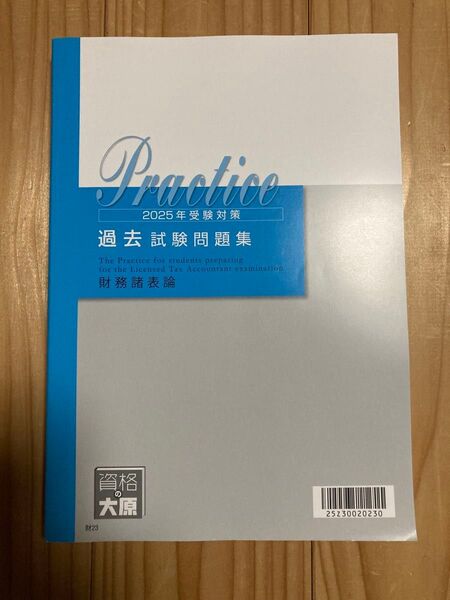 Practice
2025年受験対策
過去試験問題集
The Practice for students preparing
for the Licensed Tax Accountant examination
財務諸表論
資格
の
大原
25Z30020230
財23